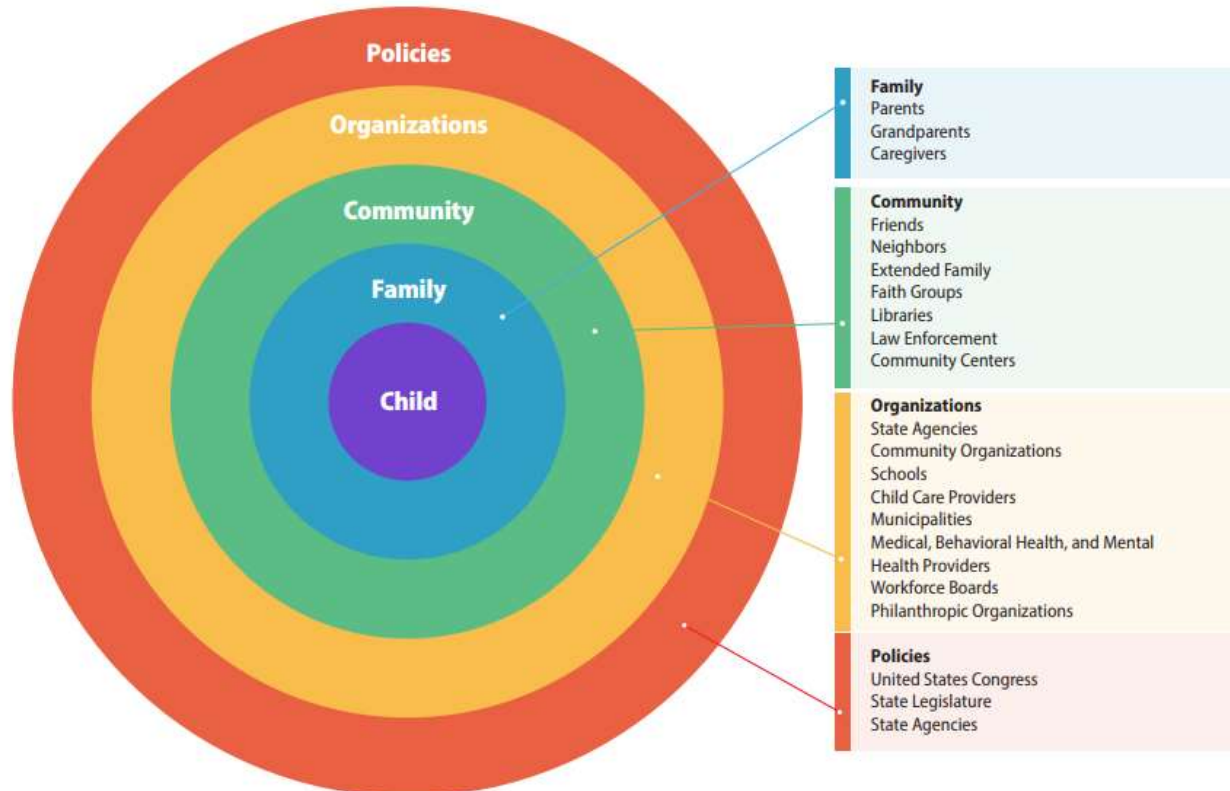 Policies
Organizations
Community
Family
Child
Family
Parents
Grandparents
Caregivers
Community
Friends
Neighbors
Extended Family
Faith Groups
Libraries
Law Enforcement
Community Centers
Organizations
State Agencies
Community Organizations
Schools
Child Care Providers
Municipalities
Medical, Behavioral Health, and Mental
Health Providers
Workforce Boards
Philanthropic Organizations
Policies
United States Congress
State Legislature
State Agencies